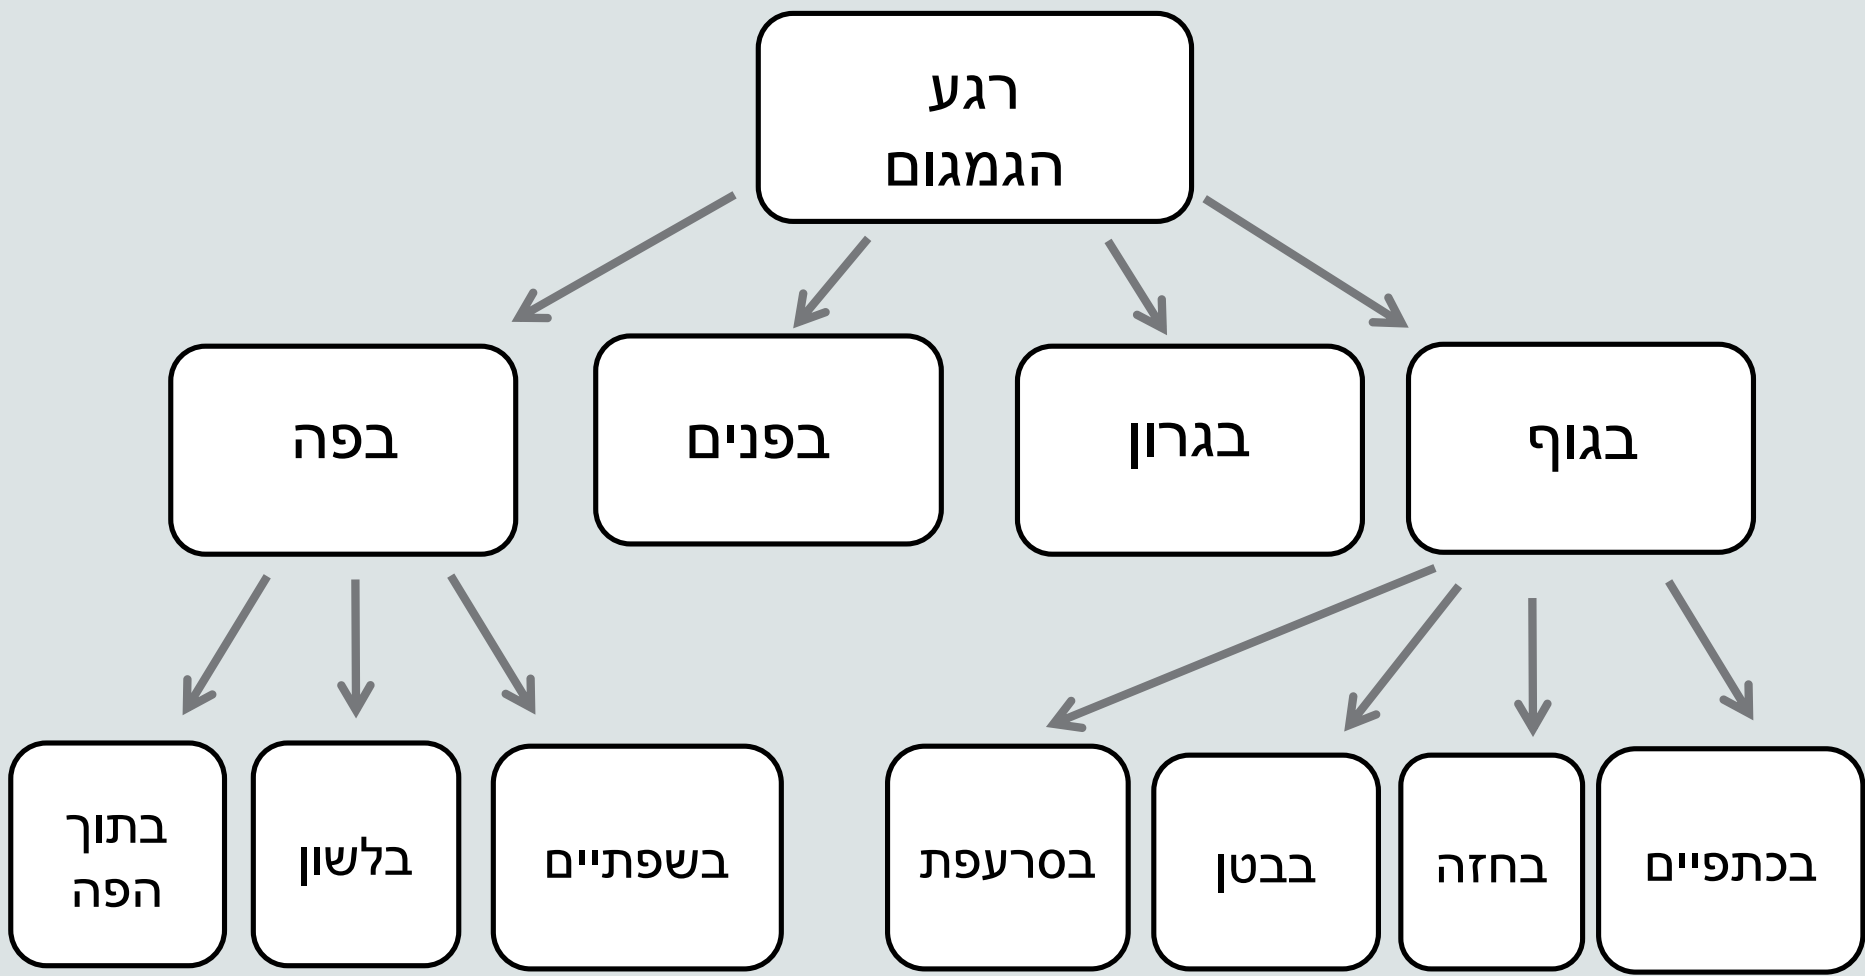 רגע
הגמגום
בגוף
בגרון
בפנים
בפה
בכתפיים
בחזה
בבטן
בסרעפת
בשפתיים
בלשון
בתוך
הפה